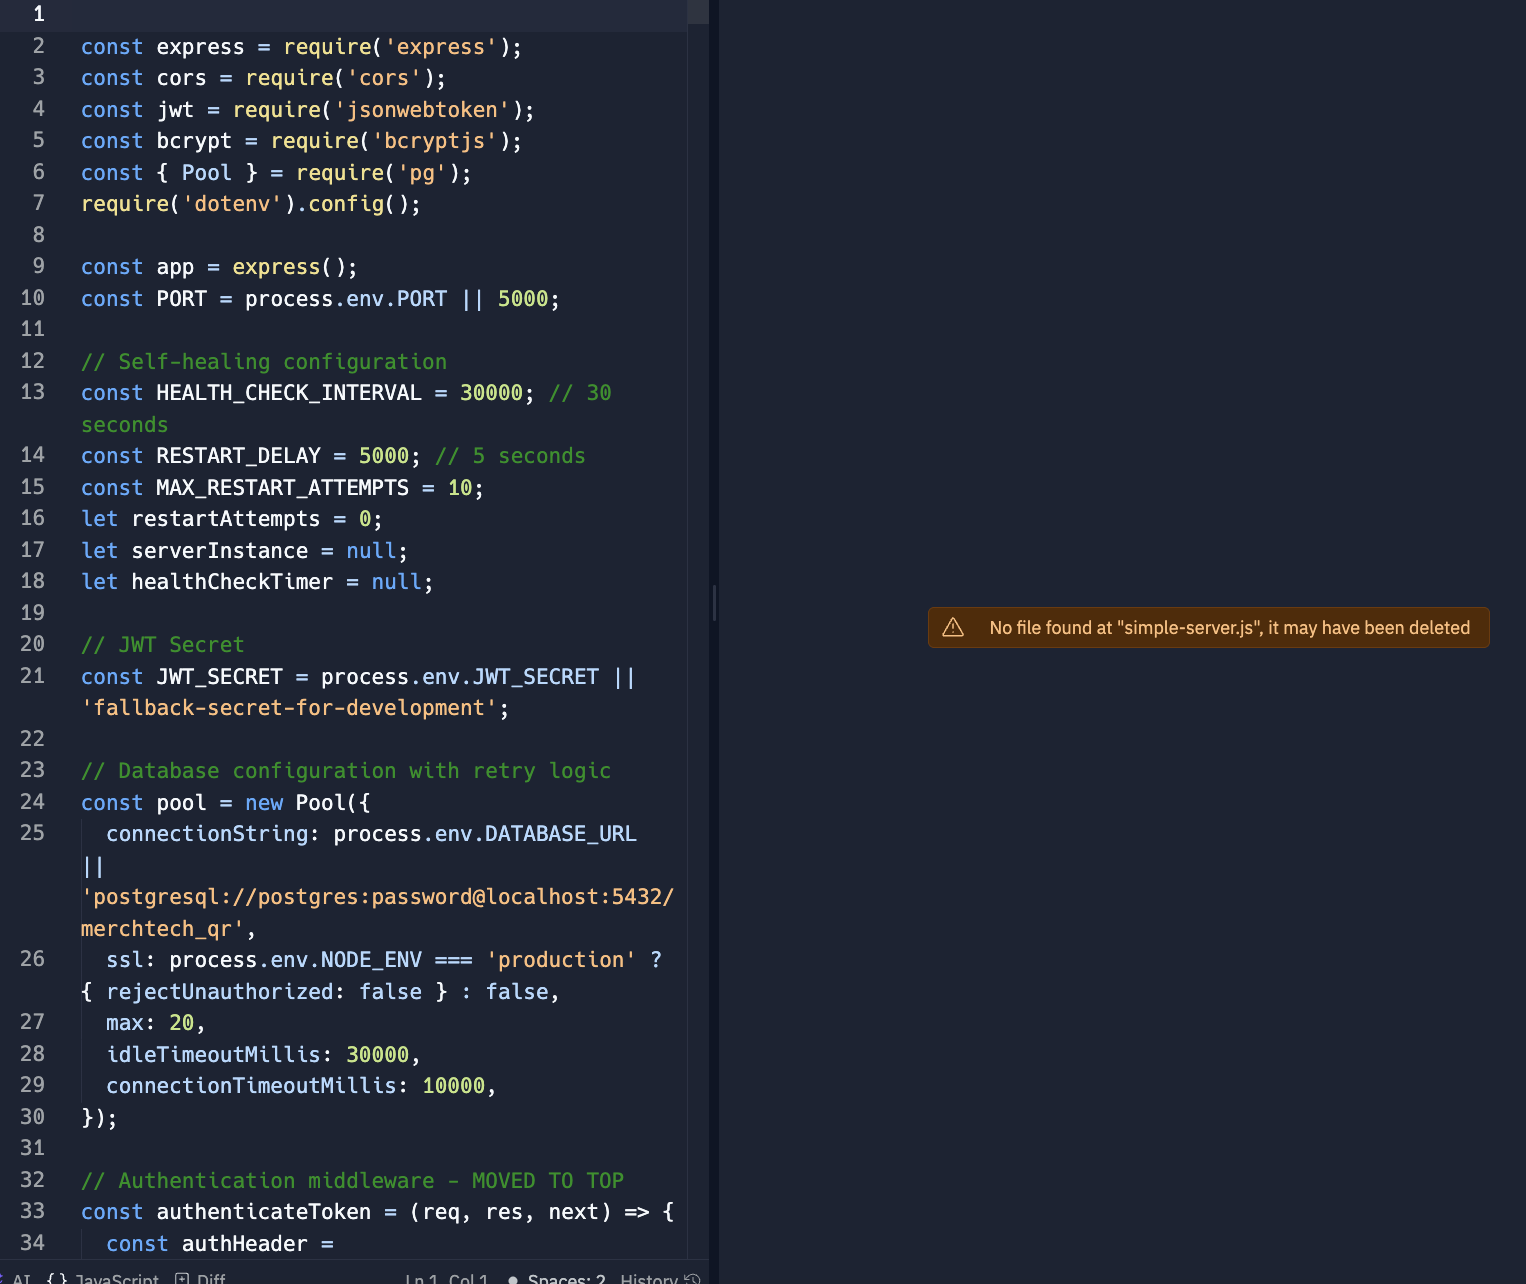 1
2 const express = require('express');
3 const cors = require('cors');
4 const jwt = require('jsonwebtoken');
5 const bcrypt = require('bcryptjs');
6 const { Pool } = require('pg');
7 require('dotenv').config();
8
9 const app = express();
10 const PORT = process.env.PORT || 5000;
11
12 // Self-healing configuration
13 const HEALTH_CHECK_INTERVAL = 30000; // 30
seconds
14 const RESTART_DELAY = 5000; // 5 seconds
15 const MAX_RESTART_ATTEMPTS = 10;
16 let restartAttempts = 0;
17 let serverInstance = null;
18 let healthCheckTimer = null;
19
20 // JWT Secret
21 const JWT_SECRET = process.env.JWT_SECRET ||
'fallback-secret-for-development';
22
23 // Database configuration with retry logic
24 const pool = new Pool({
25 connectionString: process.env.DATABASE_URL
||
'postgresql://postgres:password@localhost:5432/
merchtech_qr',
26 ssl: process.env.NODE_ENV === 'production' ?
{ rejectUnauthorized: false } : false,
27 max: 20,
28 idleTimeoutMillis: 30000,
29 connectionTimeoutMillis: 10000,
30 });
31
32 // Authentication middleware - MOVED TO TOP
33 const authenticateToken = (req, res, next) => {
34 const authHeader =
AI {} JavaScript Diff Ln 1, Col 1 Spaces: 2 History
No file found at "simple-server.js", it may have been deleted